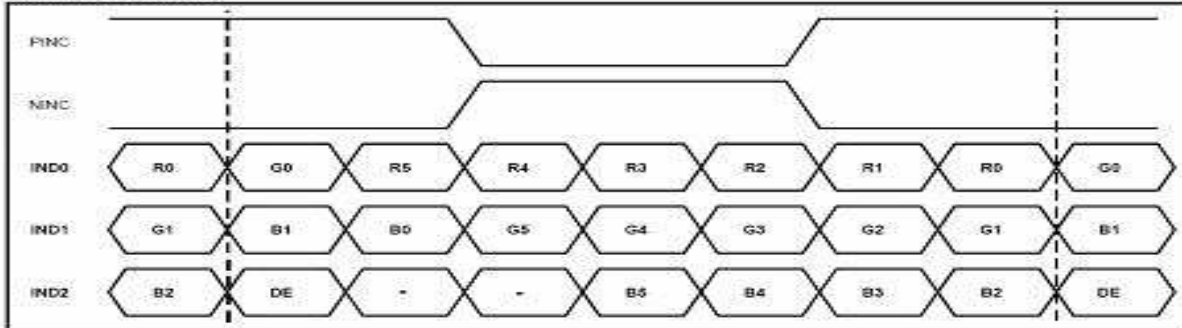 PINC
NINC
IND0 R0 G0 R5 R4 R3 R2 R1 R0 G0
IND1 G1 B1 B0 G5 G4 G3 G2 G1 B1
IND2 B2 DE - - B5 B4 B3 B2 DE